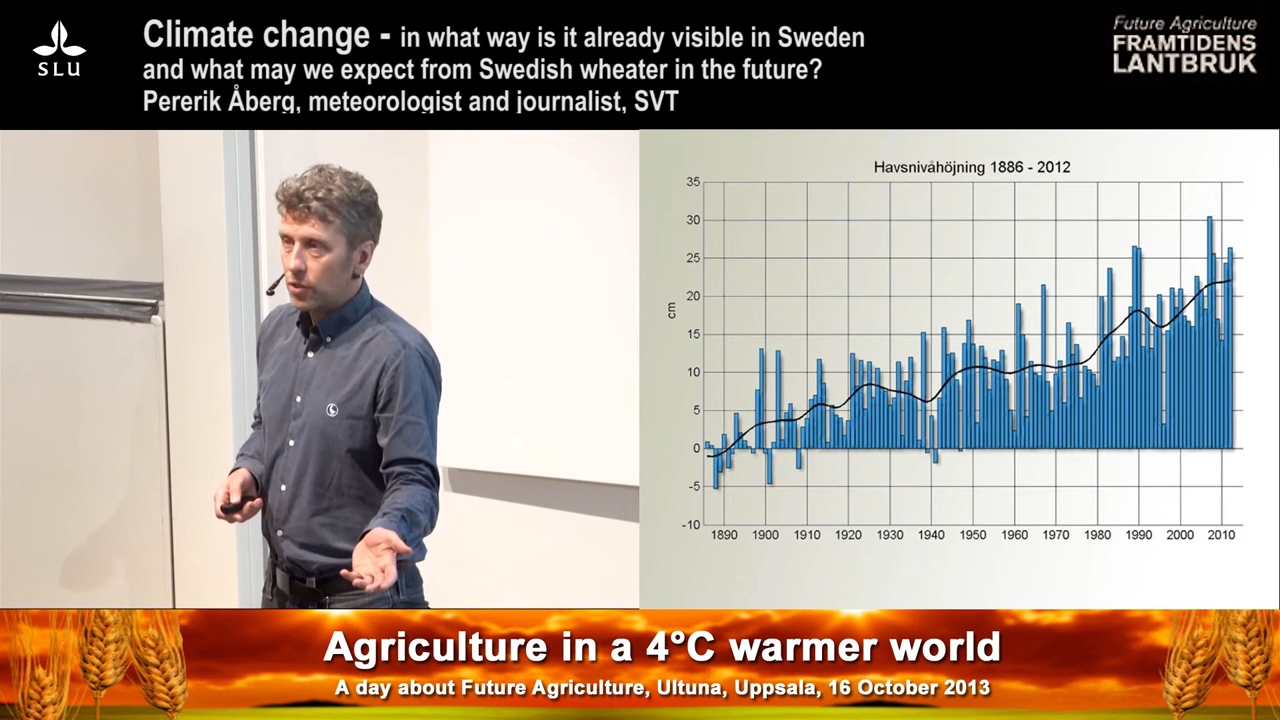 SLU
Climate change - in what way is it already visible in Sweden
and what may we expect from Swedish wheater in the future?
Pererik Åberg, meteorologist and journalist, SVT
Future Agriculture
FRAMTIDENS
LANTBRUK
Havsnivåhöjning 1886 - 2012
cm
35
30
25
20
15
10
5
0
-5
-10
1890 1900 1910 1920 1930 1940 1950 1960 1970 1980 1990 2000 2010
Agriculture in a 4°C warmer world
A day about Future Agriculture, Ultuna, Uppsala, 16 October 2013